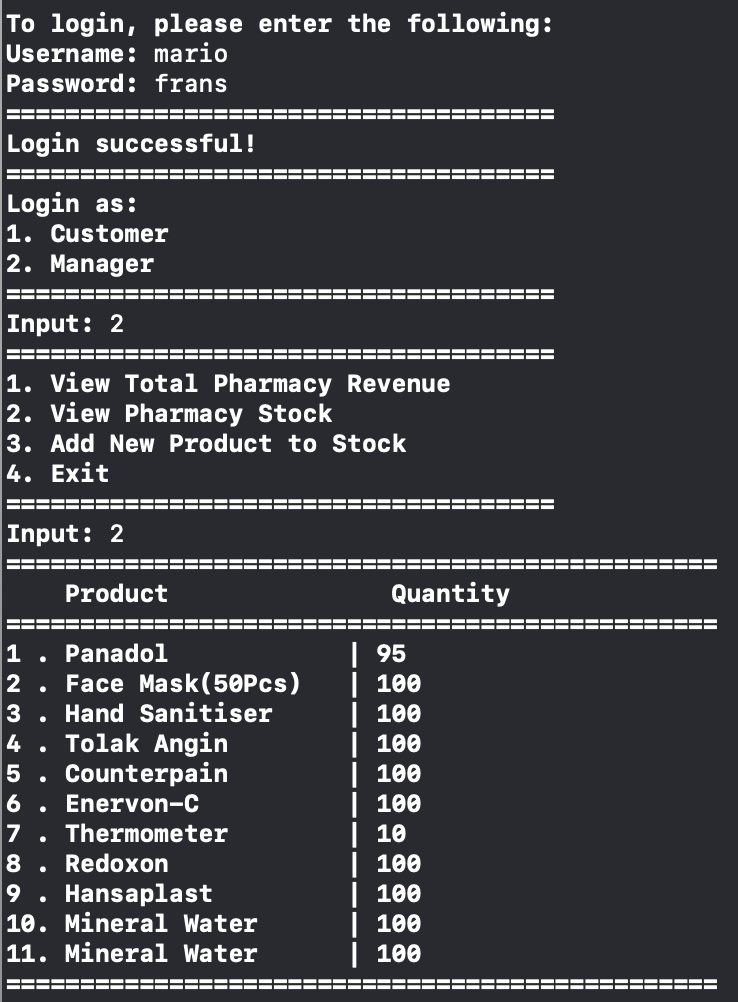 To login, please enter the following:
Username: mario
Password: frans
=====================================
Login successful!
=====================================
Login as:
1. Customer
2. Manager
=====================================
Input: 2
=====================================
1. View Total Pharmacy Revenue
2. View Pharmacy Stock
3. Add New Product to Stock
4. Exit
=====================================
Input: 2
================================================
    Product               Quantity
================================================
1 . Panadol            | 95
2 . Face Mask(50Pcs)   | 100
3 . Hand Sanitiser     | 100
4 . Tolak Angin        | 100
5 . Counterpain        | 100
6 . Enervon-C          | 100
7 . Thermometer        | 10
8 . Redoxon            | 100
9 . Hansaplast         | 100
10. Mineral Water      | 100
11. Mineral Water      | 100
================================================